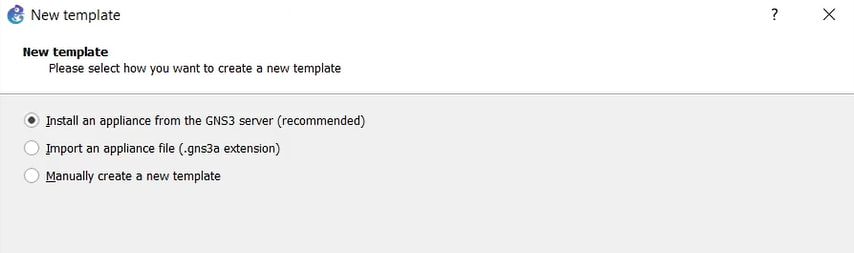 New template
?
New template
Please select how you want to create a new template
Install an appliance from the GNS3 server (recommended)
Import an appliance file (.gns3a extension)
Manually create a new template